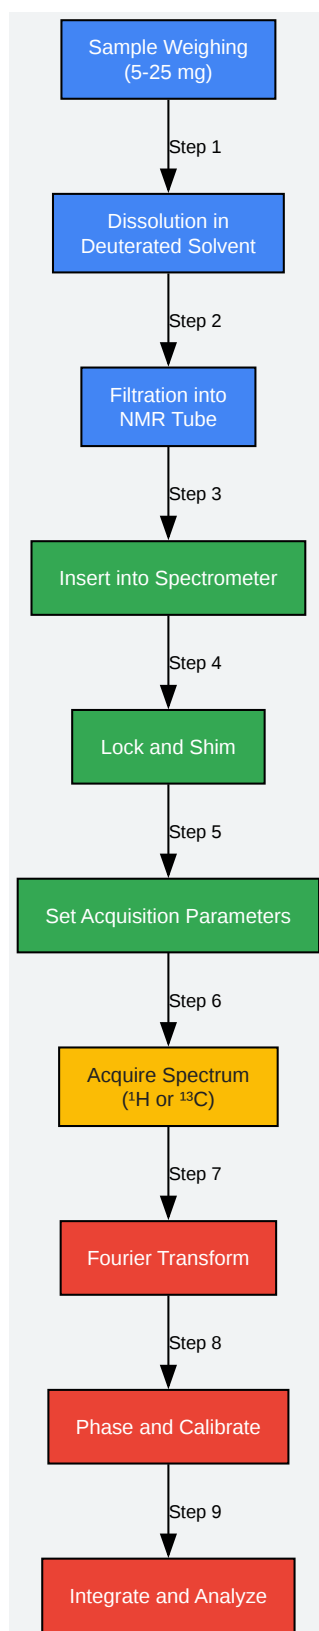 Sample Weighing
(5-25 mg)
Step 1
Dissolution in
Deuterated Solvent
Step 2
Filtration into
NMR Tube
Step 3
Insert into Spectrometer
Step 4
Lock and Shim
Step 5
Set Acquisition Parameters
Step 6
Acquire Spectrum
(¹H or ¹³C)
Step 7
Fourier Transform
Step 8
Phase and Calibrate
Step 9
Integrate and Analyze